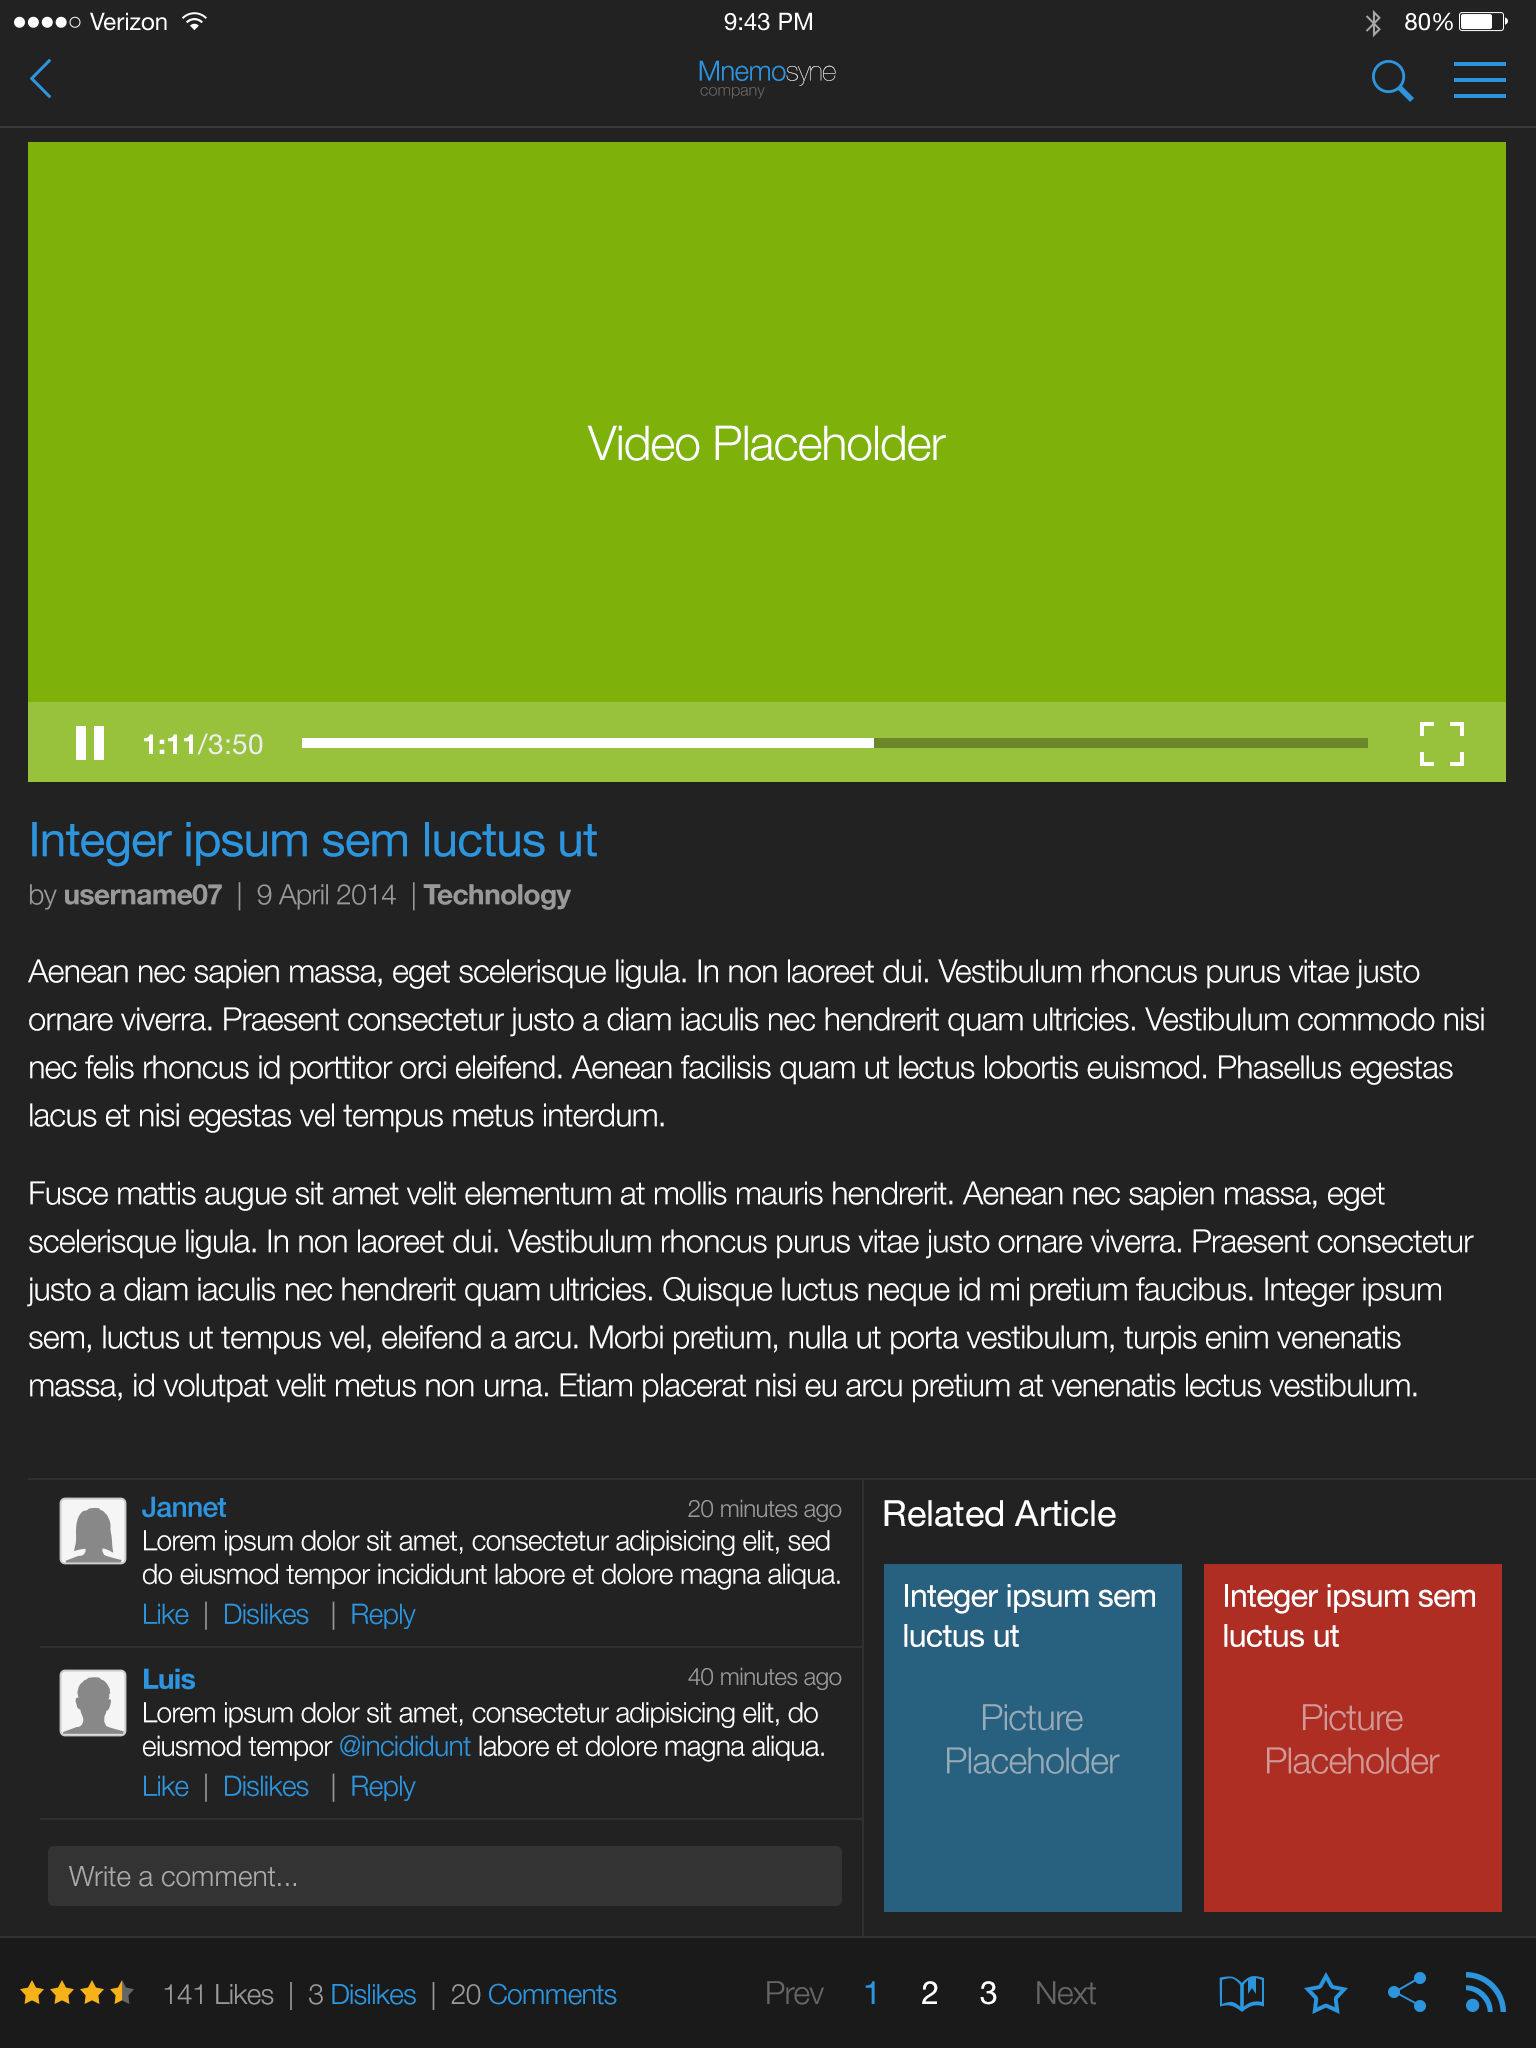 Verizon
9:43 PM
80%
Mnemosyne
company
Video Placeholder
1:11/3:50
Integer ipsum sem luctus ut
by username07 | 9 April 2014 | Technology
Aenean nec sapien massa, eget scelerisque ligula. In non laoreet dui. Vestibulum rhoncus purus vitae justo
ornare viverra. Praesent consectetur justo a diam iaculis nec hendrerit quam ultricies. Vestibulum commodo nisi
nec felis rhoncus id porttitor orci eleifend. Aenean facilisis quam ut lectus lobortis euismod. Phasellus egestas
lacus et nisi egestas vel tempus metus interdum.
Fusce mattis augue sit amet velit elementum at mollis mauris hendrerit. Aenean nec sapien massa, eget
scelerisque ligula. In non laoreet dui. Vestibulum rhoncus purus vitae justo ornare viverra. Praesent consectetur
justo a diam iaculis nec hendrerit quam ultricies. Quisque luctus neque id mi pretium faucibus. Integer ipsum
sem, luctus ut tempus vel, eleifend a arcu. Morbi pretium, nulla ut porta vestibulum, turpis enim venenatis
massa, id volutpat velit metus non urna. Etiam placerat nisi eu arcu pretium at venenatis lectus vestibulum.
Jannet
20 minutes ago
Lorem ipsum dolor sit amet, consectetur adipisicing elit, sed
do eiusmod tempor incididunt labore et dolore magna aliqua.
Like | Dislikes | Reply
Luis
40 minutes ago
Lorem ipsum dolor sit amet, consectetur adipisicing elit, do
eiusmod tempor @incididunt labore et dolore magna aliqua.
Like | Dislikes | Reply
Write a comment...
Related Article
Integer ipsum sem
luctus ut
Picture
Placeholder
Integer ipsum sem
luctus ut
Picture
Placeholder
141 Likes | 3 Dislikes | 20 Comments
Prev 1 2 3 Next